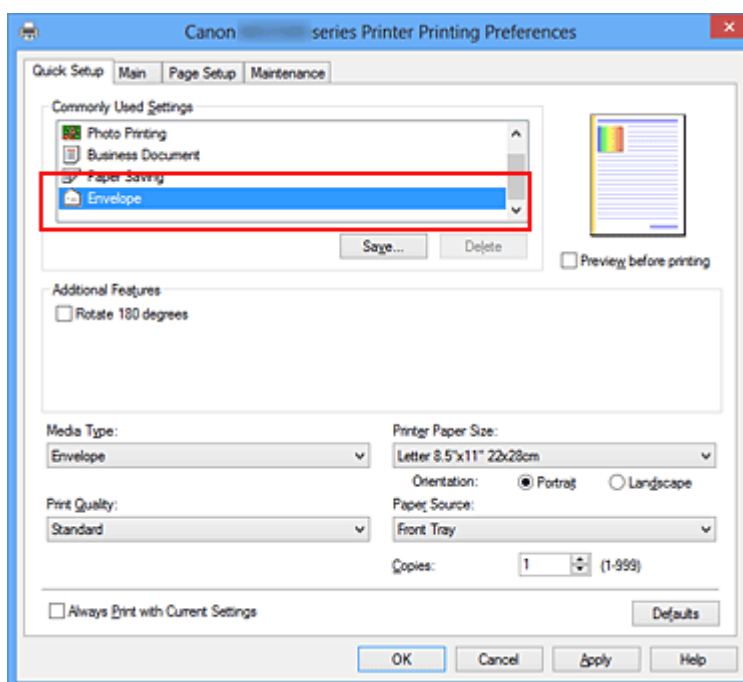 Canon series Printer Printing Preferences
Quick Setup Main Page Setup Maintenance
Commonly Used Settings
Photo Printing
Business Document
Paper Saving
Envelope
Save... Delete
Preview before printing
Additional Features
Rotate 180 degrees
Media Type:
Envelope
Printer Paper Size:
Letter 8.5"x11" 22x28cm
Orientation: Portrait Landscape
Print Quality:
Standard
Paper Source:
Front Tray
Copies: 1 (1-999)
Always Print with Current Settings
Defaults
OK Cancel Apply Help